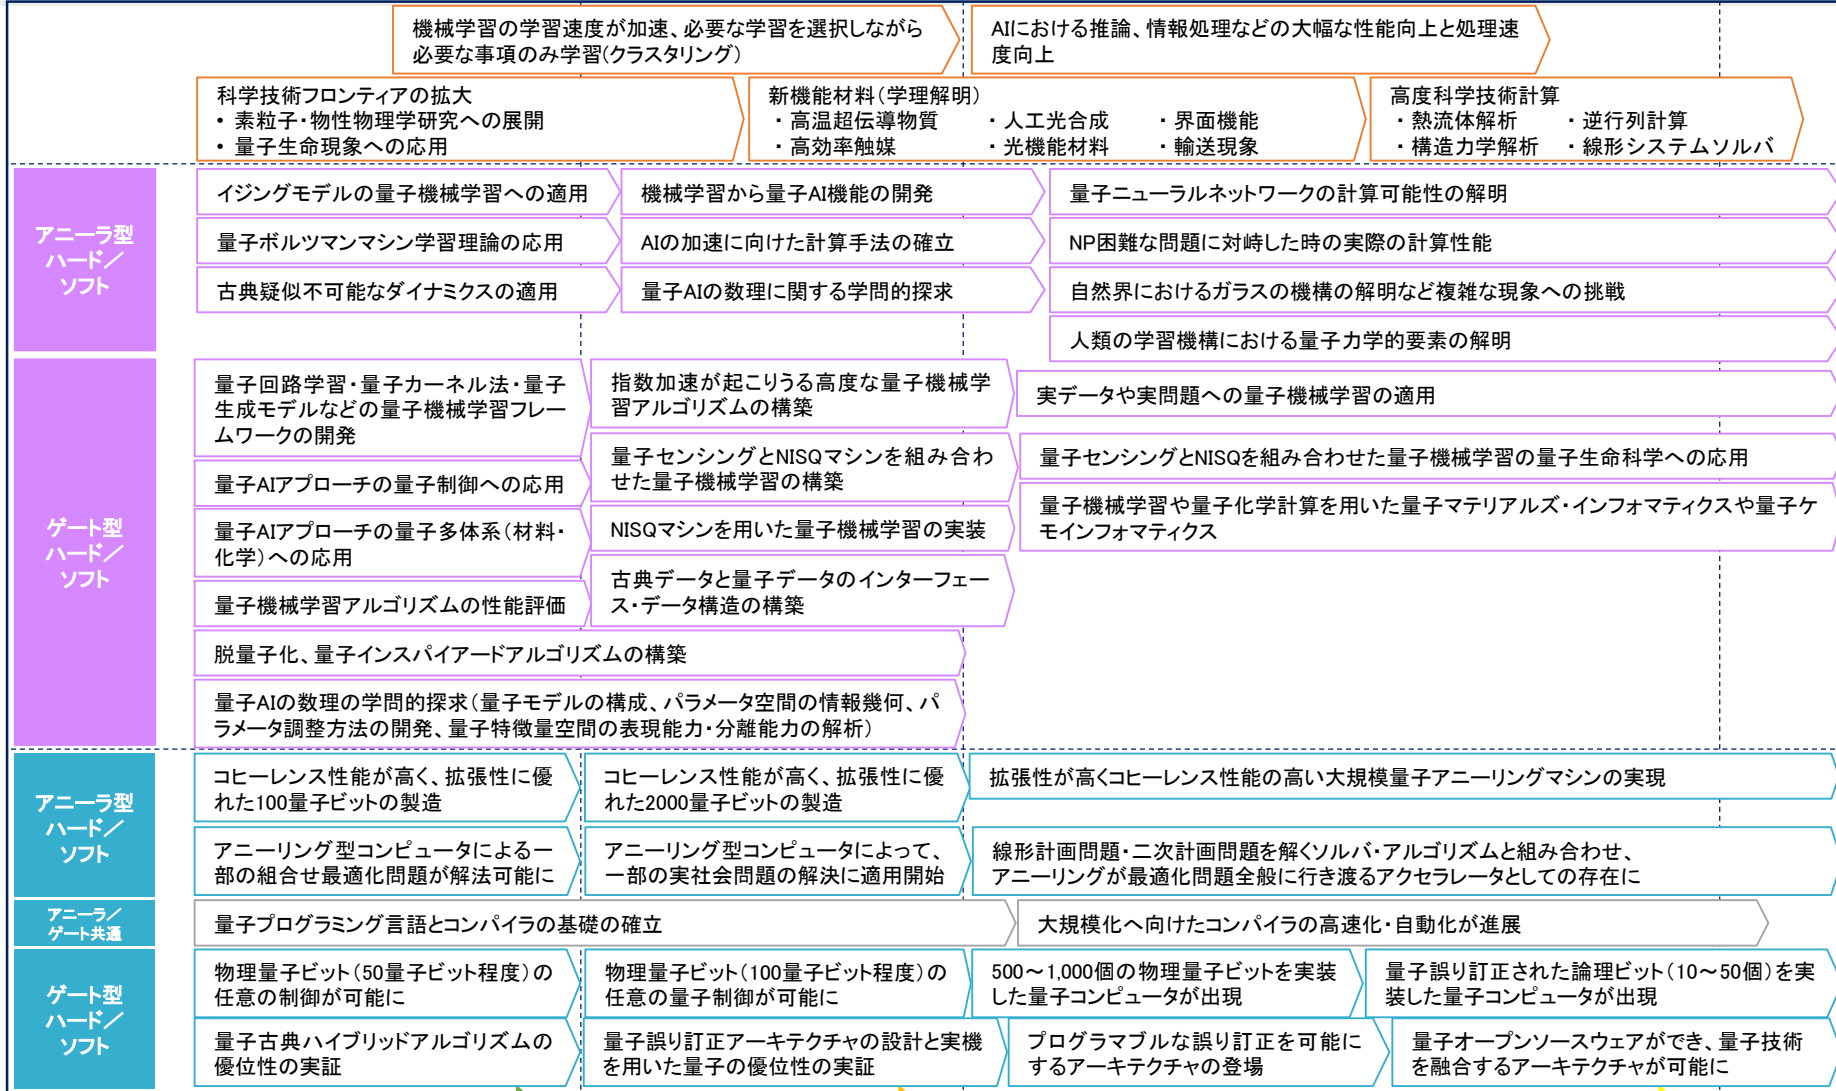 機械学習の学習速度が加速、必要な学習を選択しながら
必要な事項のみ学習(クラスタリング)
AIにおける推論、情報処理などの大幅な性能向上と処理速
度向上
科学技術フロンティアの拡大
• 素粒子・物性物理学研究への展開
• 量子生命現象への応用
新機能材料(学理解明)
・高温超伝導物質 ・人工光合成 ・界面機能
・高効率触媒 ・光機能材料 ・輸送現象
高度科学技術計算
・熱流体解析 ・逆行列計算
・構造力学解析 ・線形システムソルバ
アニーラ型
ハード／
ソフト
イジングモデルの量子機械学習への適用
機械学習から量子AI機能の開発
量子ニューラルネットワークの計算可能性の解明
量子ボルツマンマシン学習理論の応用
AIの加速に向けた計算手法の確立
NP困難な問題に対峙した時の実際の計算性能
古典疑似不可能なダイナミクスの適用
量子AIの数理に関する学問的探求
自然界におけるガラスの機構の解明など複雑な現象への挑戦
人類の学習機構における量子力学的要素の解明
ゲート型
ハード／
ソフト
量子回路学習・量子カーネル法・量子
生成モデルなどの量子機械学習フレー
ムワークの開発
指数加速が起こりうる高度な量子機械学
習アルゴリズムの構築
実データや実問題への量子機械学習の適用
量子AIアプローチの量子制御への応用
量子センシングとNISQマシンを組み合わ
せた量子機械学習の構築
量子センシングとNISQを組み合わせた量子機械学習の量子生命科学への応用
量子AIアプローチの量子多体系(材料・
化学)への応用
NISQマシンを用いた量子機械学習の実装
量子機械学習や量子化学計算を用いた量子マテリアルズ・インフォマティクスや量子ケ
モインフォマティクス
量子機械学習アルゴリズムの性能評価
古典データと量子データのインターフェー
ス・データ構造の構築
脱量子化、量子インスパイアードアルゴリズムの構築
量子AIの数理の学問的探求(量子モデルの構成、パラメータ空間の情報幾何、パ
ラメータ調整方法の開発、量子特徴量空間の表現能力・分離能力の解析)
アニーラ型
ハード／
ソフト
コヒーレンス性能が高く、拡張性に優
れた100量子ビットの製造
コヒーレンス性能が高く、拡張性に優
れた2000量子ビットの製造
拡張性が高くコヒーレンス性能の高い大規模量子アニーリングマシンの実現
アニーリング型コンピュータによる一
部の組合せ最適化問題が解法可能に
アニーリング型コンピュータによって、
一部の実社会問題の解決に適用開始
線形計画問題・二次計画問題を解くソルバ・アルゴリズムと組み合わせ、
アニーリングが最適化問題全般に行き渡るアクセラレータとしての存在に
アニーラ／
ゲート共通
量子プログラミング言語とコンパイラの基礎の確立
大規模化へ向けたコンパイラの高速化・自動化が進展
ゲート型
ハード／
ソフト
物理量子ビット(50量子ビット程度)の
任意の制御が可能に
物理量子ビット(100量子ビット程度)の
任意の量子制御が可能に
500～1,000個の物理量子ビットを実装
した量子コンピュータが出現
量子誤り訂正された論理ビット(10～50個)を実
装した量子コンピュータが出現
量子古典ハイブリッドアルゴリズムの
優位性の実証
量子誤り訂正アーキテクチャの設計と実機
を用いた量子の優位性の実証
プログラマブルな誤り訂正を可能に
するアーキテクチャの登場
量子オープンソースウェアができ、量子技術
を融合するアーキテクチャが可能に